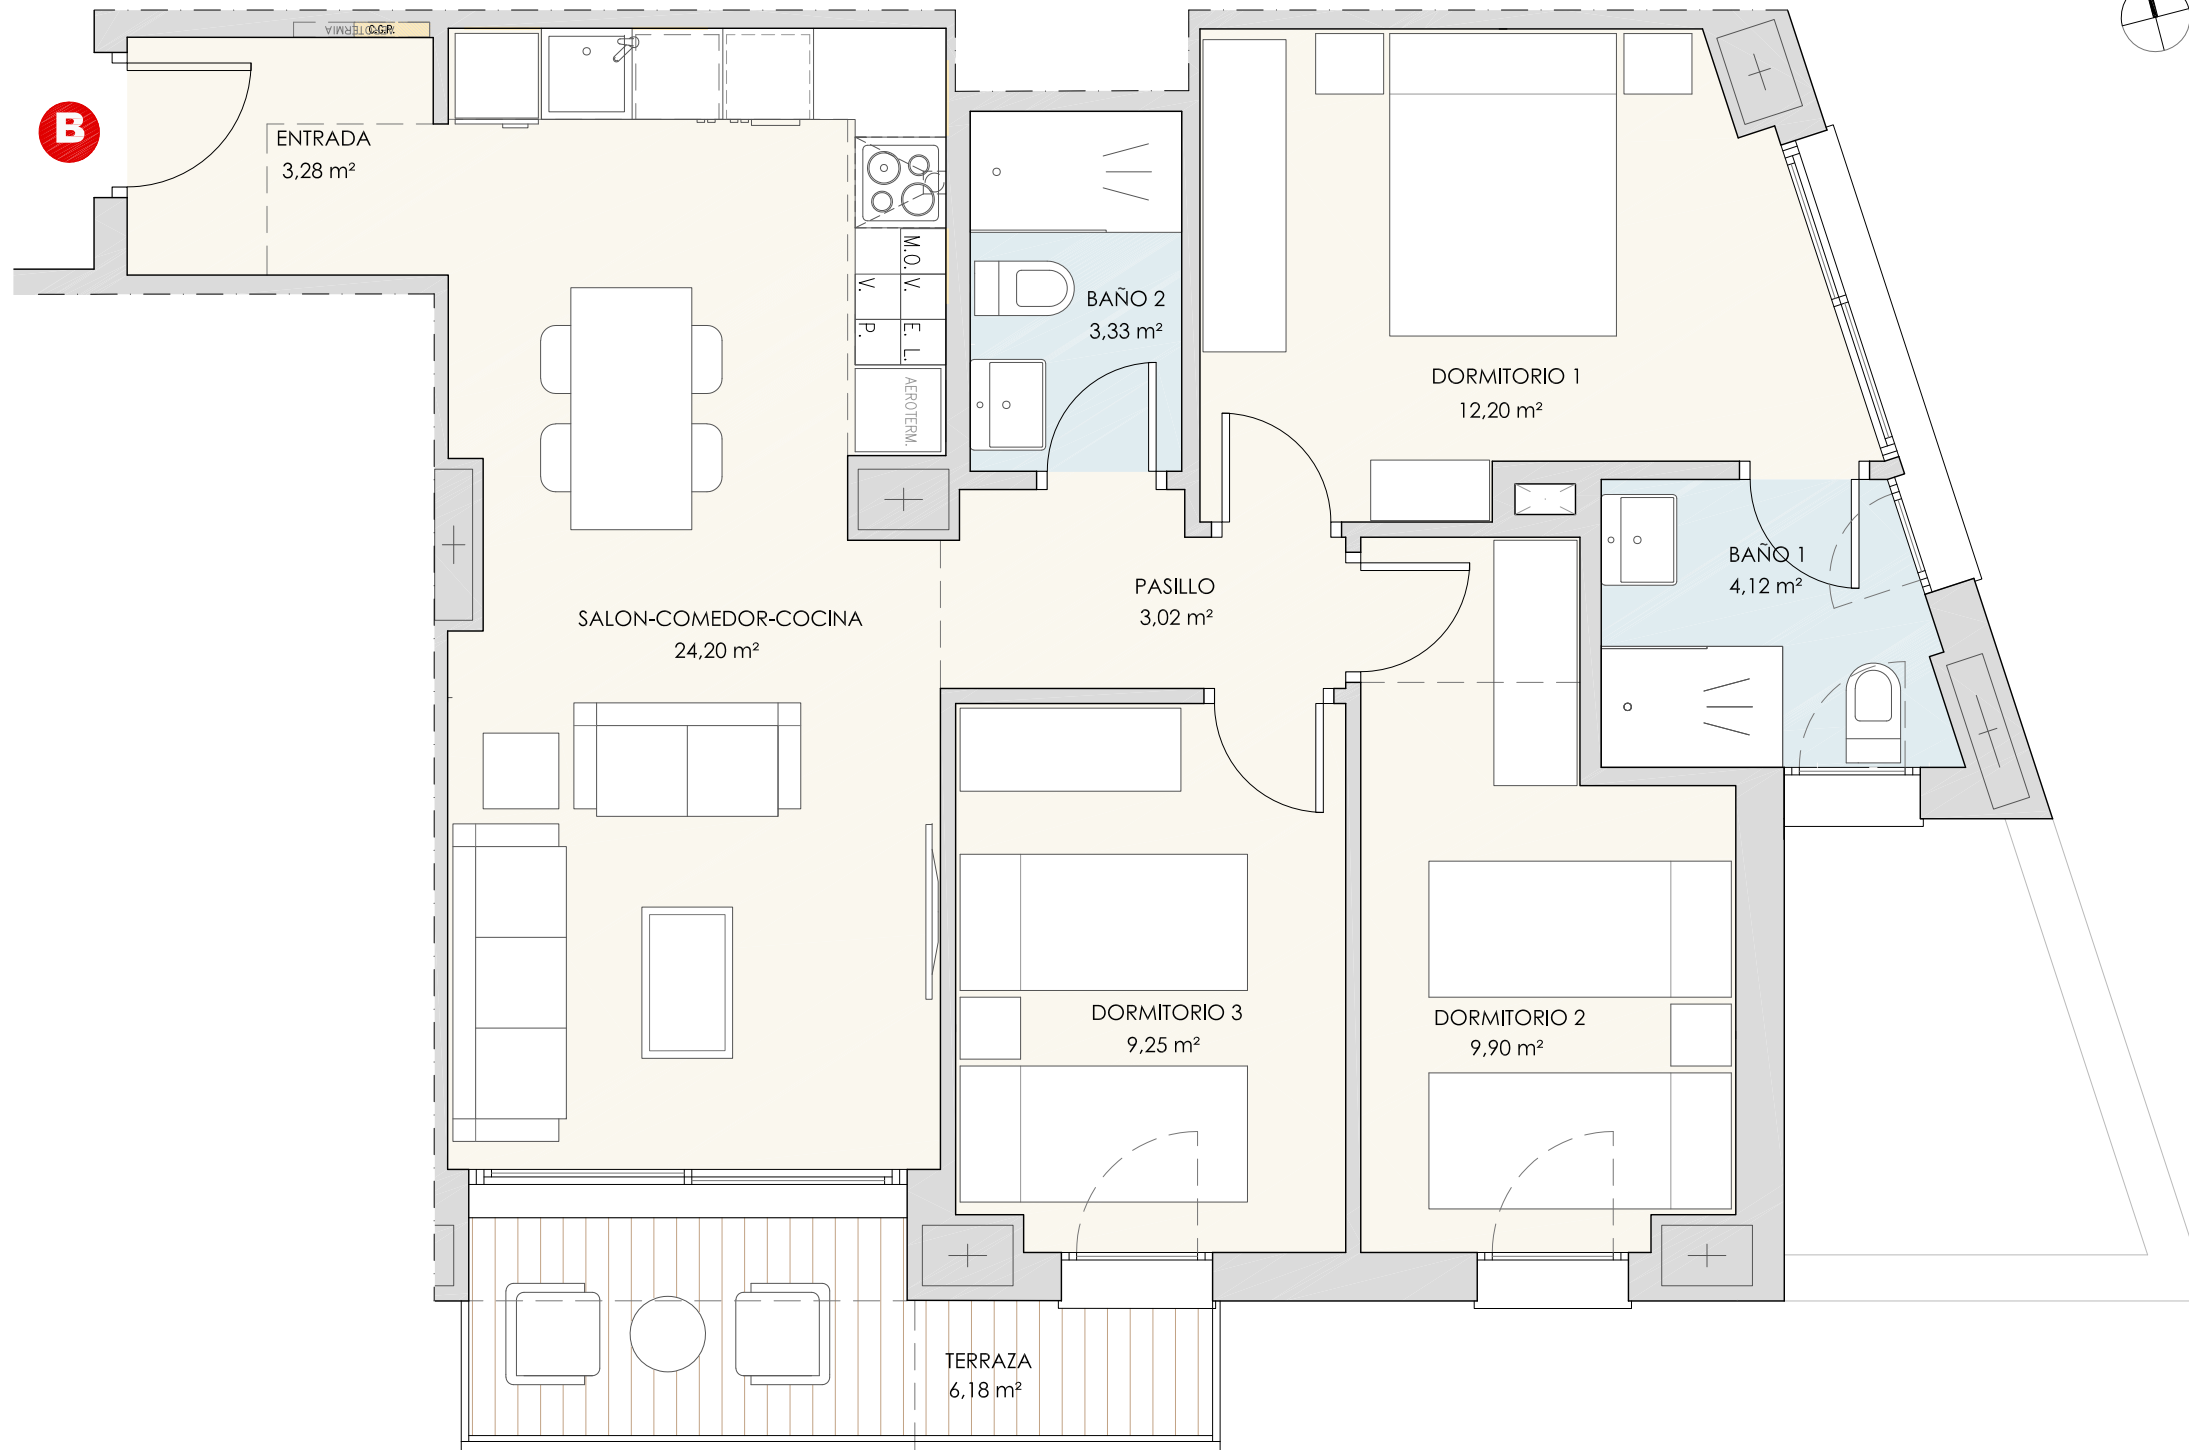 AEROTERMIA
C.G.P.
B
ENTRADA
3,28 m²
M.O.
V.
V.
P.
E. L.
AEROTERM.
BAÑO 2
3,33 m²
DORMITORIO 1
12,20 m²
BAÑO 1
4,12 m²
PASILLO
3,02 m²
SALON-COMEDOR-COCINA
24,20 m²
DORMITORIO 3
9,25 m²
DORMITORIO 2
9,90 m²
TERRAZA
6,18 m²